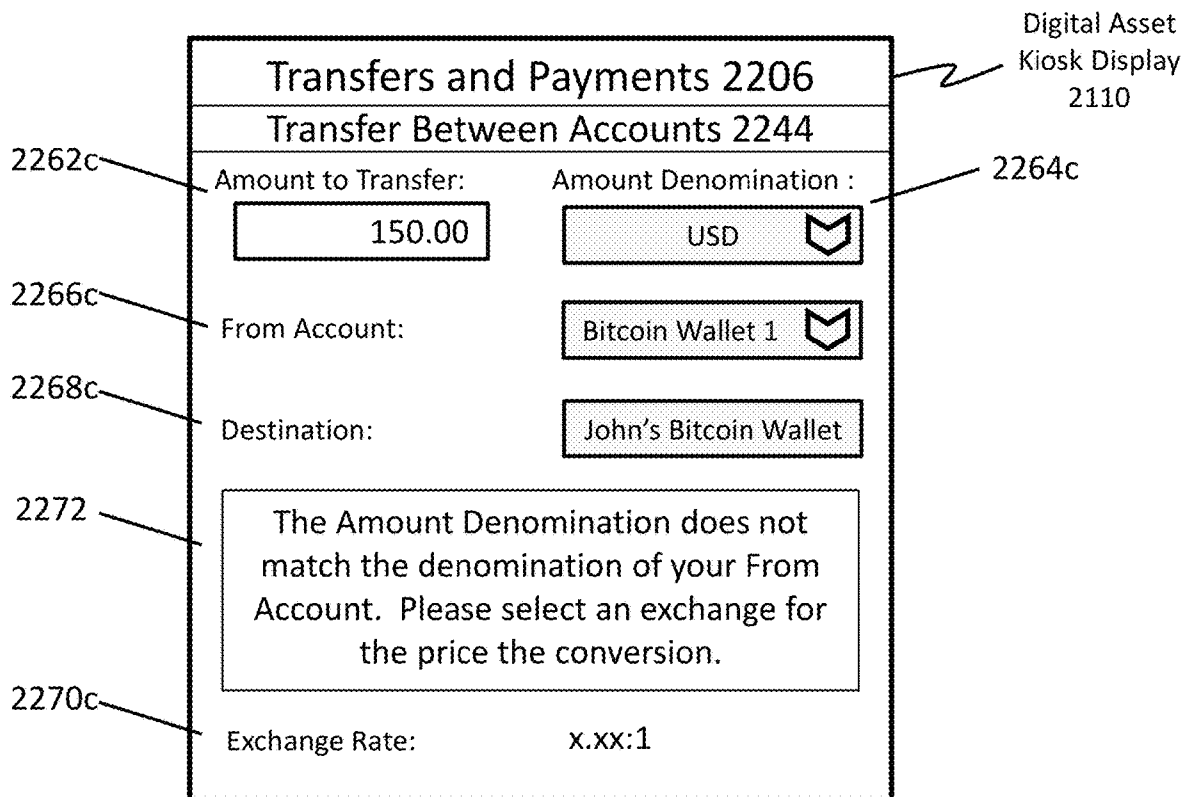 Digital Asset
Kiosk Display
2110
Transfers and Payments 2206
Transfer Between Accounts 2244
2262c
2264c
Amount to Transfer:
Amount Denomination :
150.00
USD
2266c
From Account:
Bitcoin Wallet 1
2268c
Destination:
John's Bitcoin Wallet
2272
The Amount Denomination does not
match the denomination of your From
Account. Please select an exchange for
the price the conversion.
2270c
Exchange Rate:
x.xx:1